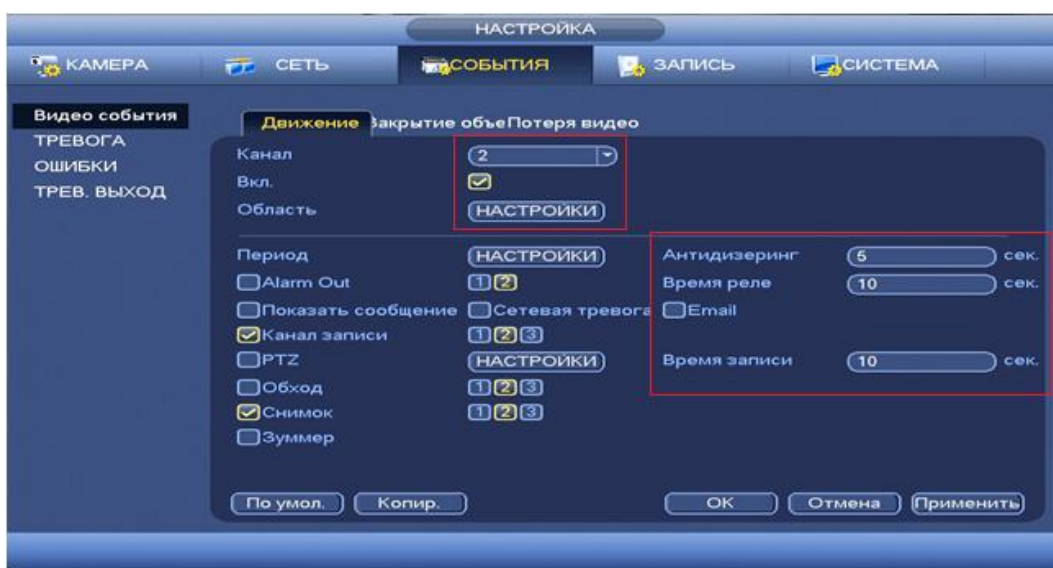 НАСТРОЙКА
КАМЕРА СЕТЬ СОБЫТИЯ ЗАПИСЬ СИСТЕМА
Видео события
ТРЕВОГА
ОШИБКИ
ТРЕВ. ВЫХОД
Движение Закрытие объе Потеря видео
Канал 2
Вкл.
Область НАСТРОЙКИ
Период НАСТРОЙКИ Антидизеринг 5 сек.
Alarm Out 1 2 Время реле 10 сек.
Показать сообщение Сетевая тревога Email
Канал записи 1 2 3
PTZ НАСТРОЙКИ Время записи 10 сек.
Обход 1 2 3
Снимок 1 2 3
Зуммер
По умол. Копир. ОК Отмена Применить